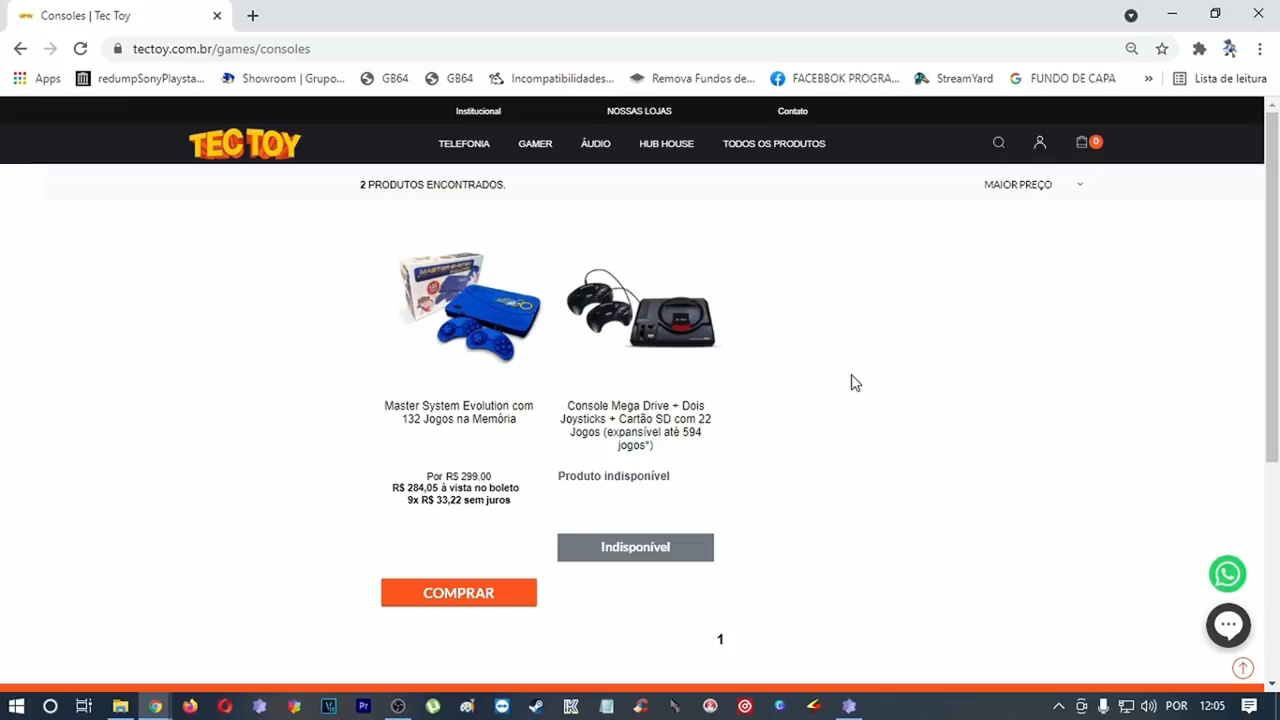 Consoles | Tec Toy
tectoy.com.br/games/consoles
Apps
redumpSonyPlaysta...
Showroom | Grupo...
GB64
GB64
Incompatibilidades...
Remova Fundos de...
FACEBBOK PROGRA...
StreamYard
FUNDO DE CAPA
»
Lista de leitura
Institucional
NOSSAS LOJAS
Contato
TEC TOY
TELEFONIA
GAMER
ÁUDIO
HUB HOUSE
TODOS OS PRODUTOS
0
2 PRODUTOS ENCONTRADOS.
MAIOR PREÇO
MASTER SYSTEM
Master System Evolution com
132 Jogos na Memória
Por R$ 299,00
R$ 284,05 à vista no boleto
9x R$ 33,22 sem juros
COMPRAR
Console Mega Drive + Dois
Joysticks + Cartão SD com 22
Jogos (expansível até 594
jogos*)
Produto indisponível
Indisponível
1
POR
12:05